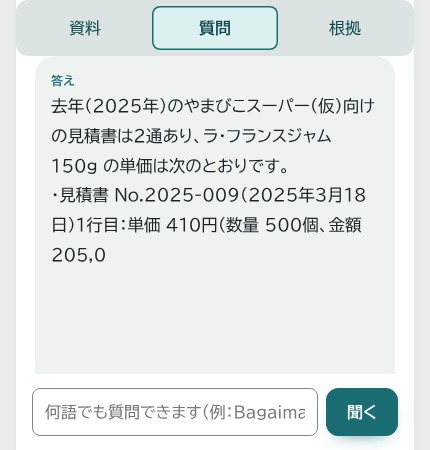 資料
質問
根拠
答え
去年(2025年)のやまびこスーパー(仮)向け
の見積書は2通あり、ラ・フランスジャム
150g の単価は次のとおりです。
・見積書 No.2025-009(2025年3月18
日)1行目：単価 410円(数量 500個、金額
205,0
何語でも質問できます(例：Bagaima
聞く